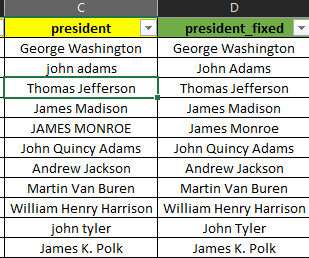 C D
president president_fixed
George Washington George Washington
john adams John Adams
Thomas Jefferson Thomas Jefferson
James Madison James Madison
JAMES MONROE James Monroe
John Quincy Adams John Quincy Adams
Andrew Jackson Andrew Jackson
Martin Van Buren Martin Van Buren
William Henry Harrison William Henry Harrison
john tyler John Tyler
James K. Polk James K. Polk